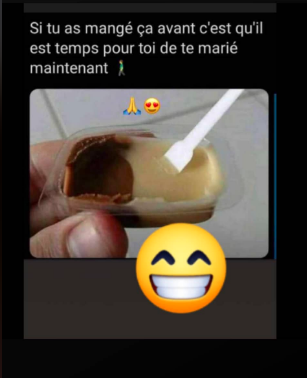 Si tu as mangé ça avant c'est qu'il
est temps pour toi de te marié
maintenant 🚶‍♂️
🙏😍